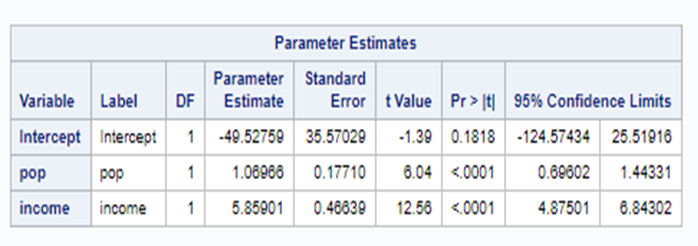 Parameter Estimates
Variable Label DF Parameter Estimate Standard Error t Value Pr > |t| 95% Confidence Limits
Intercept Intercept 1 -49.52759 35.57029 -1.39 0.1818 -124.57434 25.51916
pop pop 1 1.06966 0.17710 6.04 <.0001 0.69602 1.44331
income income 1 5.85901 0.46839 12.56 <.0001 4.87501 6.84302